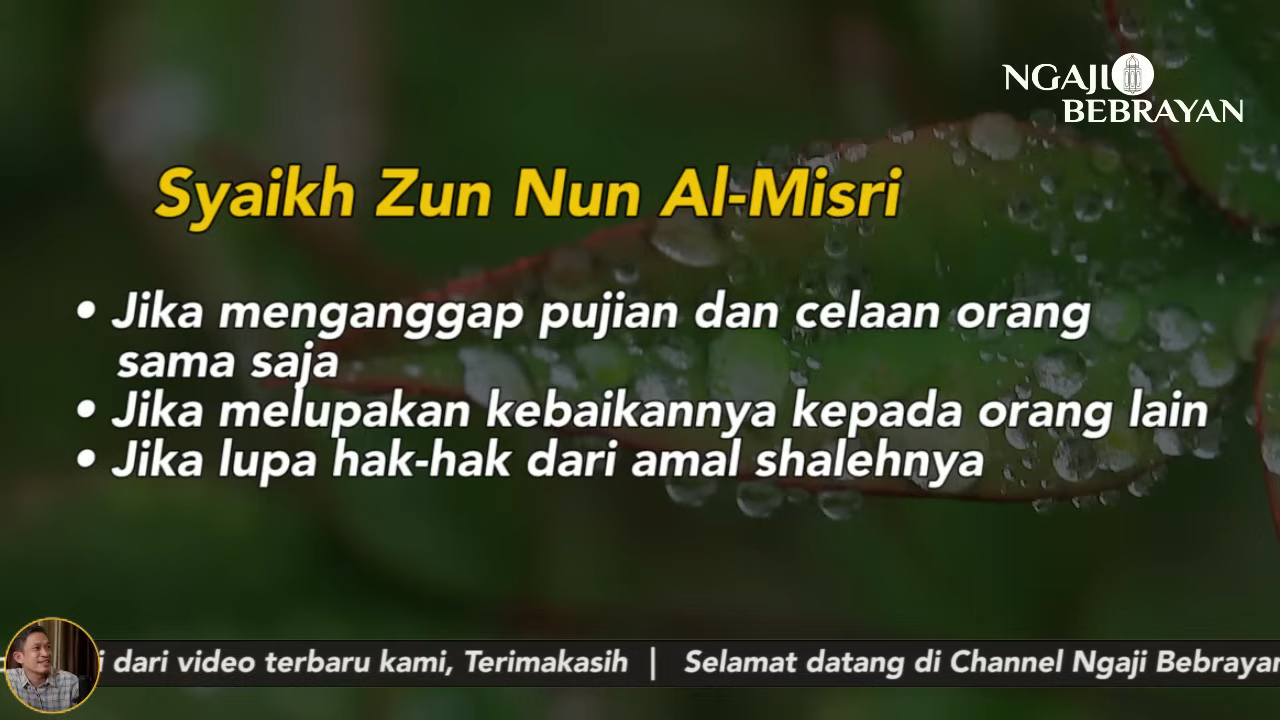 NGAJI
BEBRAYAN
Syaikh Zun Nun Al-Misri
• Jika menganggap pujian dan celaan orang
sama saja
• Jika melupakan kebaikannya kepada orang lain
• Jika lupa hak-hak dari amal shalehnya
i dari video terbaru kami, Terimakasih | Selamat datang di Channel Ngaji Bebrayan